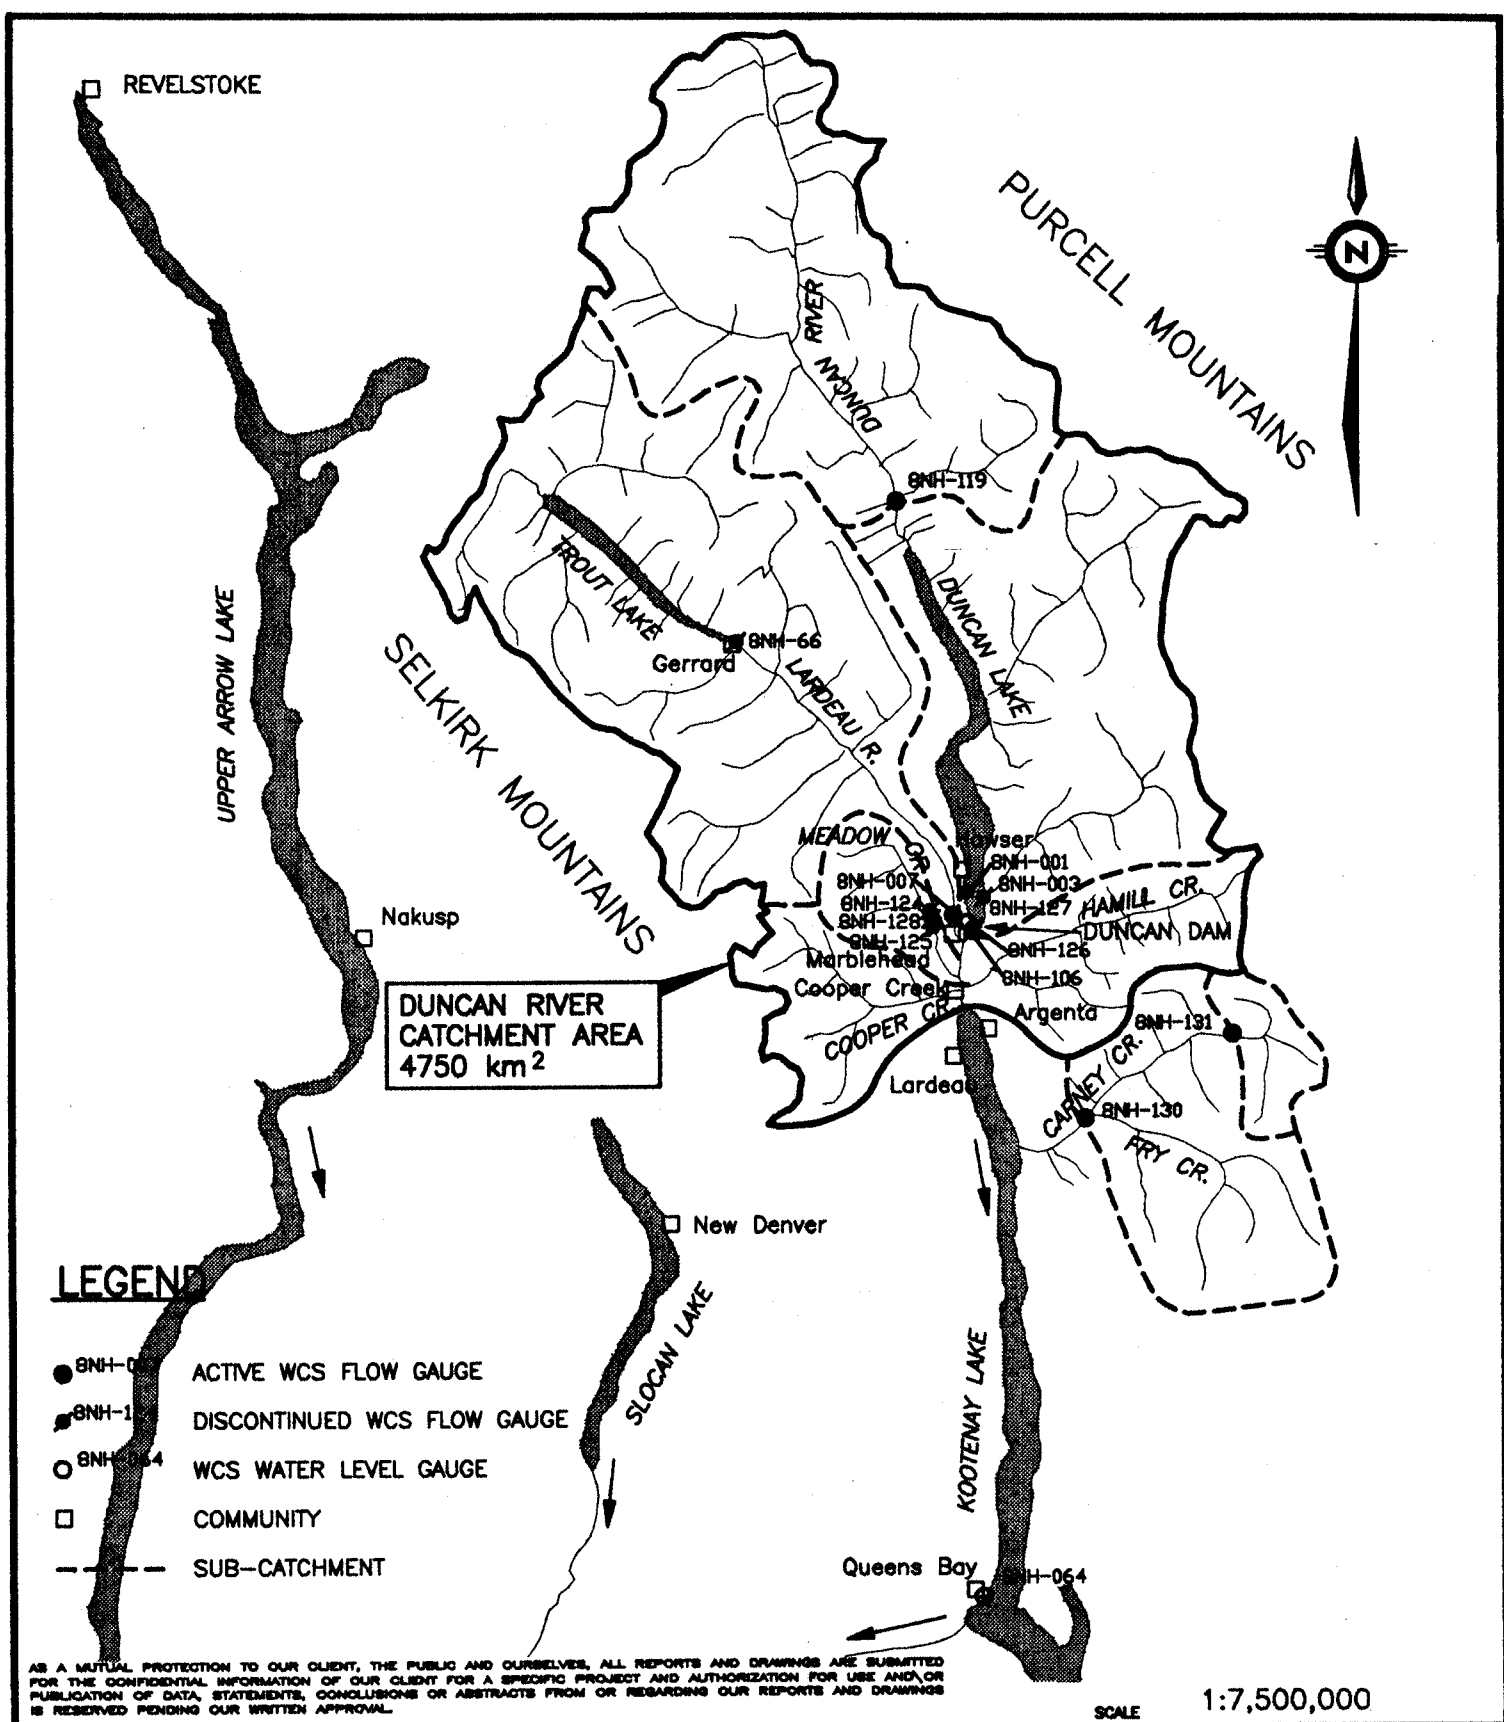 REVELSTOKE
PURCELL MOUNTAINS
N
DUNCAN RIVER
8NH-119
TROUT LAKE
DUNCAN LAKE
UPPER ARROW LAKE
8NH-66
Gerrard
LARDEAU R.
SELKIRK MOUNTAINS
MEADOW CR.
Howser
8NH-001
8NH-007
8NH-003
HAMILL CR.
8NH-124
8NH-127
8NH-128
DUNCAN DAM
8NH-125
8NH-126
Nakusp
Marblehead
8NH-106
Cooper Creek
DUNCAN RIVER
CATCHMENT AREA
4750 km²
Argenta
8NH-131
COOPER CR.
CARNEY CR.
Lardeau
8NH-130
FRY CR.
New Denver
SLOCAN LAKE
KOOTENAY LAKE
LEGEND
ACTIVE WCS FLOW GAUGE
DISCONTINUED WCS FLOW GAUGE
8NH-064 WCS WATER LEVEL GAUGE
COMMUNITY
SUB-CATCHMENT
Queens Bay
8NH-064
AS A MUTUAL PROTECTION TO OUR CLIENT, THE PUBLIC AND OURSELVES, ALL REPORTS AND DRAWINGS ARE SUBMITTED
FOR THE CONFIDENTIAL INFORMATION OF OUR CLIENT FOR A SPECIFIC PROJECT AND AUTHORIZATION FOR USE AND\OR
PUBLICATION OF DATA, STATEMENTS, CONCLUSIONS OR ABSTRACTS FROM OR REGARDING OUR REPORTS AND DRAWINGS
IS RESERVED PENDING OUR WRITTEN APPROVAL.
SCALE 1:7,500,000